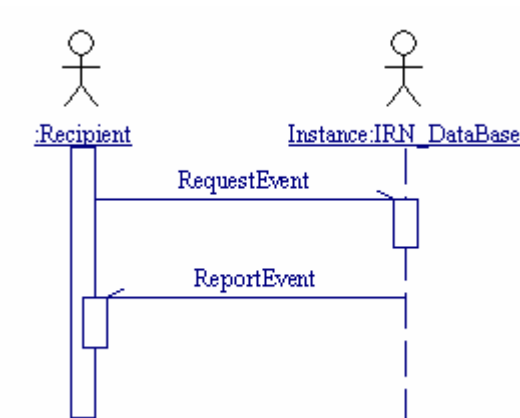 :Recipient
Instance:IRN_DataBase
RequestEvent
ReportEvent